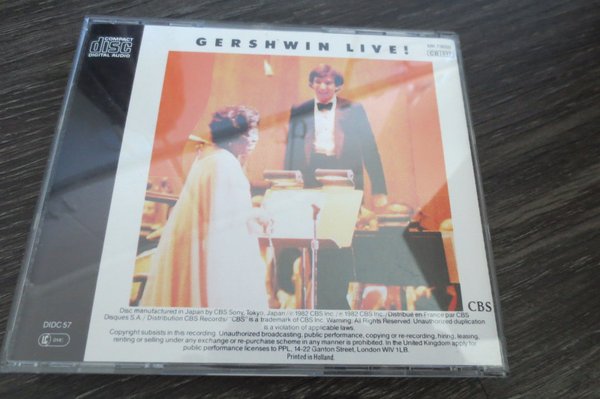 COMPACT
disc
DIGITAL AUDIO
GERSHWIN LIVE!
CBS
DIDC 57
Disc manufactured in Japan by CBS Sony, Tokyo, Japan / ℗ 1982 CBS Inc. / © 1982 CBS Inc. / Distribué en France par CBS
Disques S.A. / Distribution CBS Records/ "CBS" is a trademark of CBS Inc. Warning: All Rights Reserved. Unauthorized duplication
is a violation of applicable laws.
Copyright subsists in this recording. Unauthorized broadcasting, public performance, copying or re-recording, hiring, leasing,
renting or selling under any exchange or re-purchase scheme in any manner is prohibited. In the United Kingdom apply for
public performance licenses to PPL, 14-22 Ganton Street, London WIV 1LB.
Printed in Holland.